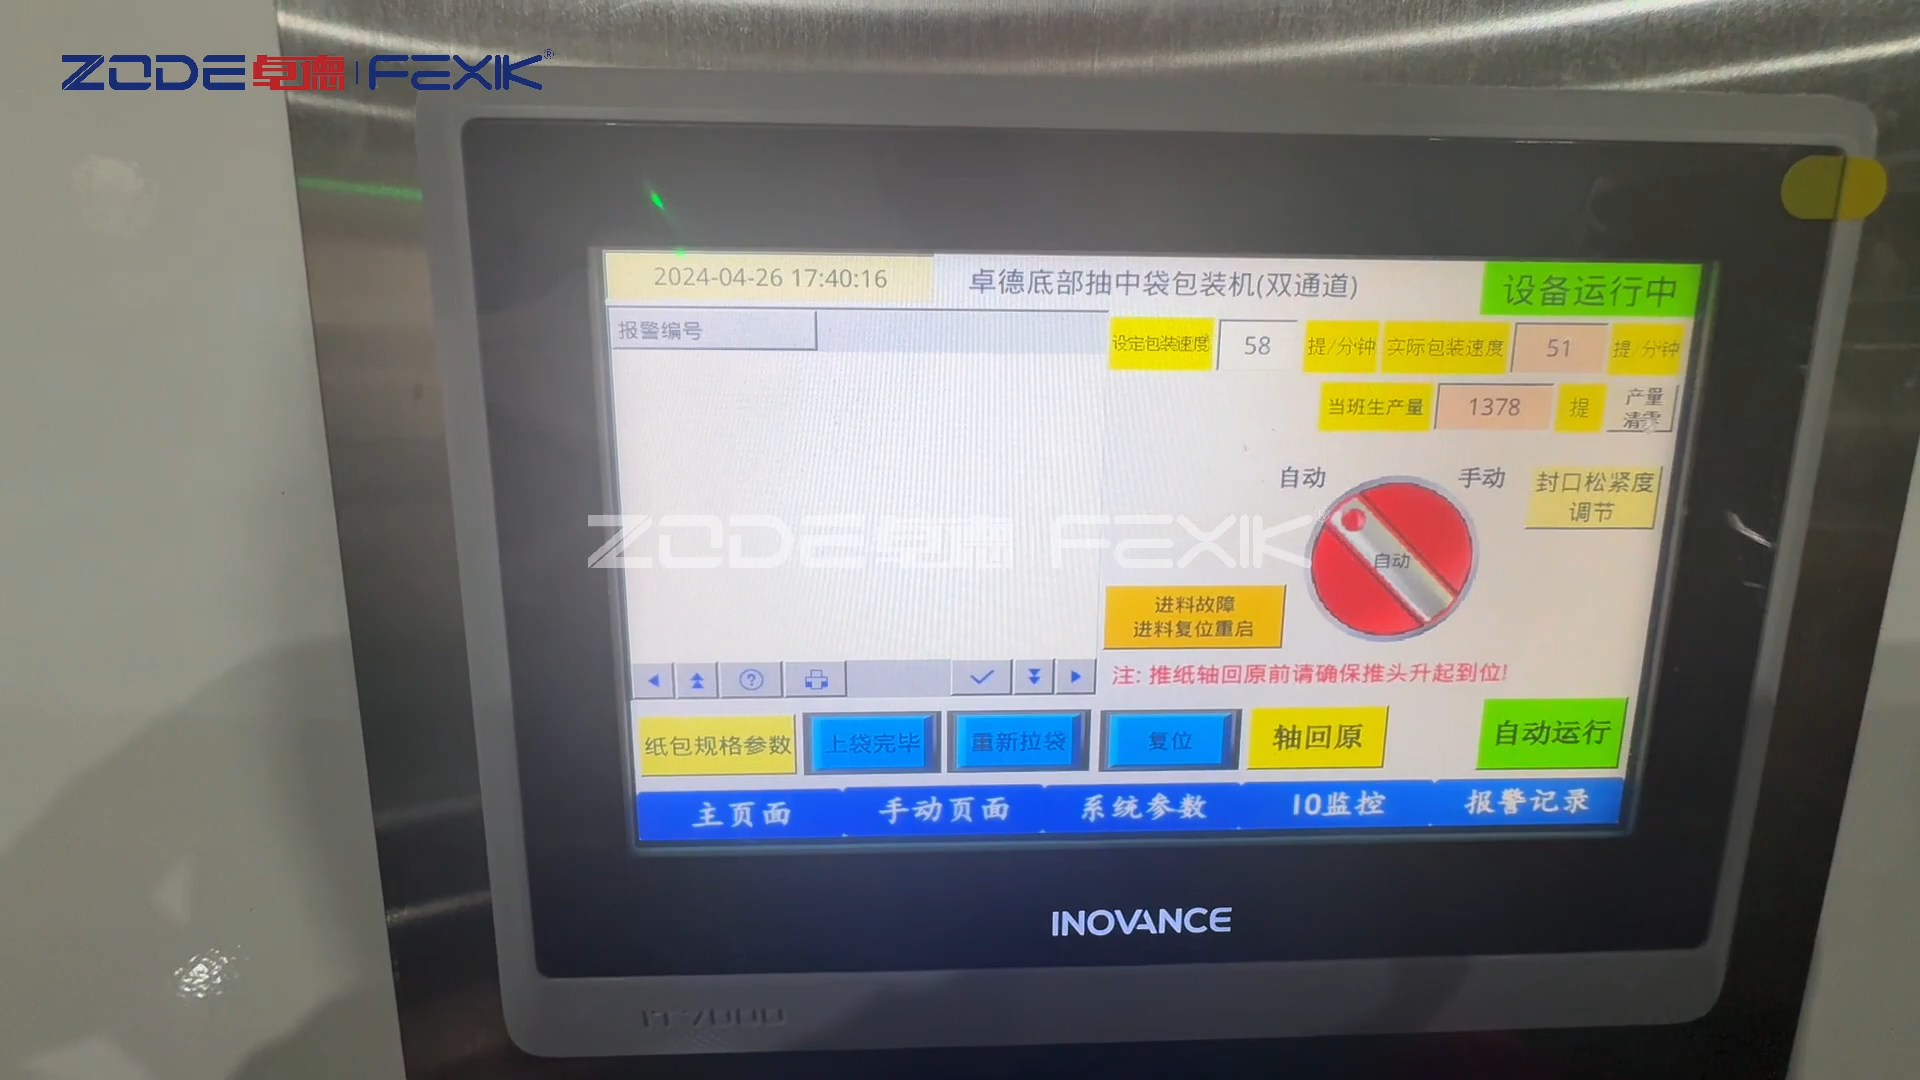 ZODE卓德 | FEXIK®
2024-04-26 17:40:16
卓德底部抽中袋包装机(双通道)
设备运行中
报警编号
设定包装速度 58 提/分钟 实际包装速度 51 提/分钟
当班生产量 1378 提
产量
清零
自动
手动
封口松紧度
调节
ZODE卓德 FEXIK®
自动
进料故障
进料复位重启
注: 推纸轴回原前请确保推头升起到位!
纸包规格参数 上袋完毕 重新拉袋 复位 轴回原 自动运行
主页面 手动页面 系统参数 IO监控 报警记录
INOVANCE
IT7000